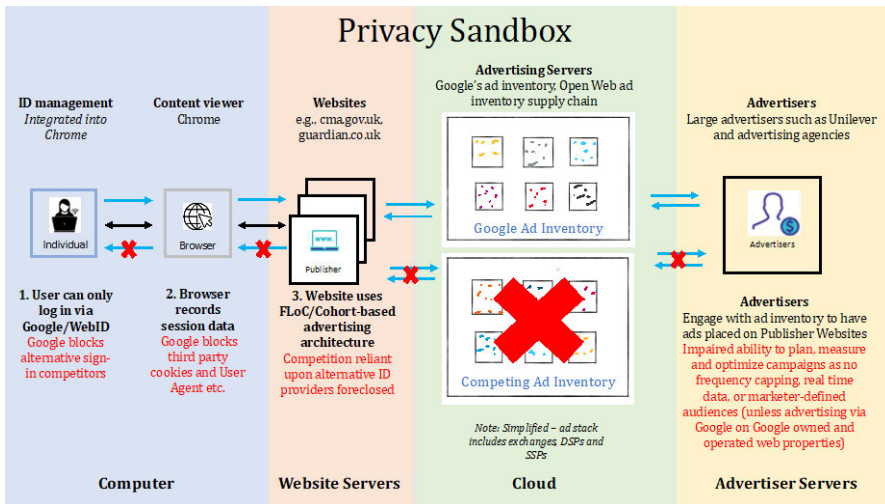 Privacy Sandbox
ID management
Integrated into
Chrome
Content viewer
Chrome
Websites
e.g., cma.gov.uk,
guardian.co.uk
Advertising Servers
Google's ad inventory, Open Web ad
inventory supply chain
Advertisers
Large advertisers such as Unilever
and advertising agencies
Individual
Browser
www.
Publisher
Google Ad Inventory
Competing Ad Inventory
$
Advertisers
1. User can only
log in via
Google/WebID
Google blocks
alternative sign-
in competitors
2. Browser
records
session data
Google blocks
third party
cookies and User
Agent etc.
3. Website uses
FLoC/Cohort-based
advertising
architecture
Competition reliant
upon alternative ID
providers foreclosed
Note: Simplified – ad stack
includes exchanges, DSPs and
SSPs
Advertisers
Engage with ad inventory to have
ads placed on Publisher Websites
Impaired ability to plan, measure
and optimize campaigns as no
frequency capping, real time
data, or marketer-defined
audiences (unless advertising via
Google on Google owned and
operated web properties)
Computer
Website Servers
Cloud
Advertiser Servers